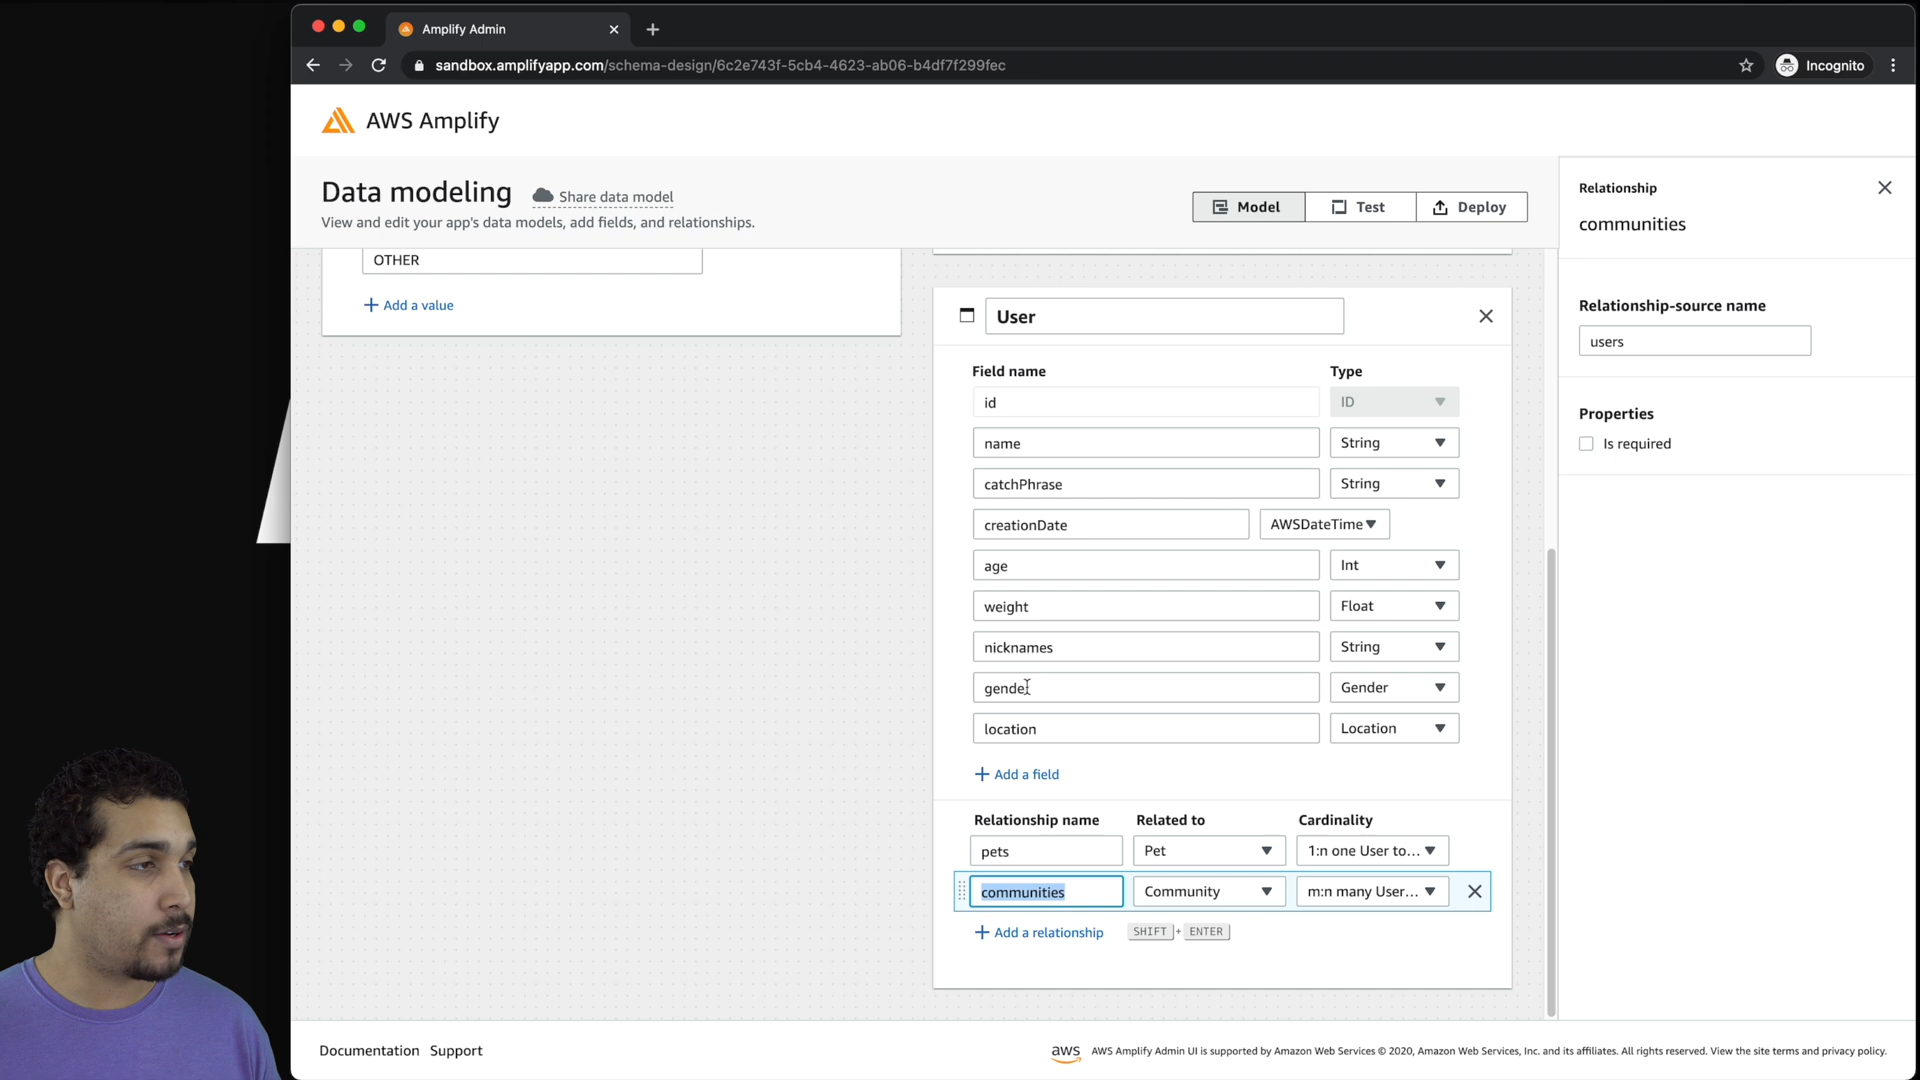 Amplify Admin
sandbox.amplifyapp.com/schema-design/6c2e743f-5cb4-4623-ab06-b4df7f299fec
Incognito
AWS Amplify
Data modeling
Share data model
View and edit your app's data models, add fields, and relationships.
Model
Test
Deploy
OTHER
Add a value
User
Field name
Type
id
ID
name
String
catchPhrase
String
creationDate
AWSDateTime
age
Int
weight
Float
nicknames
String
gender
Gender
location
Location
Add a field
Relationship name
Related to
Cardinality
pets
Pet
1:n one User to...
communities
Community
m:n many User...
Add a relationship
SHIFT + ENTER
Relationship
communities
Relationship-source name
users
Properties
Is required
Documentation
Support
aws
AWS Amplify Admin UI is supported by Amazon Web Services © 2020, Amazon Web Services, Inc. and its affiliates. All rights reserved. View the site terms and privacy policy.